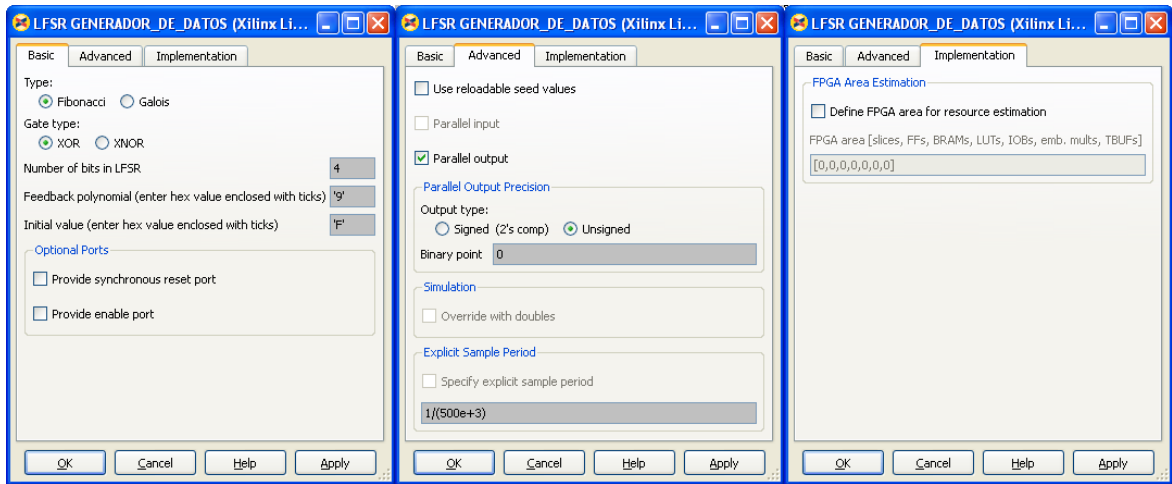 LFSR GENERADOR_DE_DATOS (Xilinx Li...
Basic Advanced Implementation
Type:
Fibonacci Galois
Gate type:
XOR XNOR
Number of bits in LFSR 4
Feedback polynomial (enter hex value enclosed with ticks) '9'
Initial value (enter hex value enclosed with ticks) 'F'
Optional Ports
Provide synchronous reset port
Provide enable port
OK Cancel Help Apply
LFSR GENERADOR_DE_DATOS (Xilinx Li...
Basic Advanced Implementation
Use reloadable seed values
Parallel input
Parallel output
Parallel Output Precision
Output type:
Signed (2's comp) Unsigned
Binary point 0
Simulation
Override with doubles
Explicit Sample Period
Specify explicit sample period
1/(500e+3)
OK Cancel Help Apply
LFSR GENERADOR_DE_DATOS (Xilinx Li...
Basic Advanced Implementation
FPGA Area Estimation
Define FPGA area for resource estimation
FPGA area [slices, FFs, BRAMs, LUTs, IOBs, emb. mults, TBUFs]
[0,0,0,0,0,0,0]
OK Cancel Help Apply